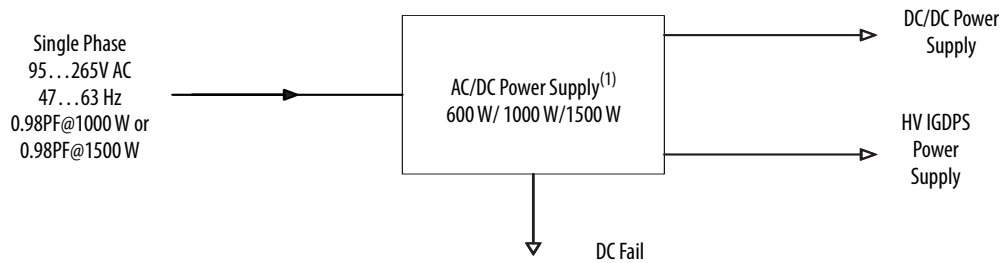 Single Phase
95...265V AC
47...63 Hz
0.98PF@1000 W or
0.98PF@1500 W
AC/DC Power Supply(1)
600 W/ 1000 W/1500 W
DC/DC Power
Supply
HV IGDPS
Power
Supply
DC Fail